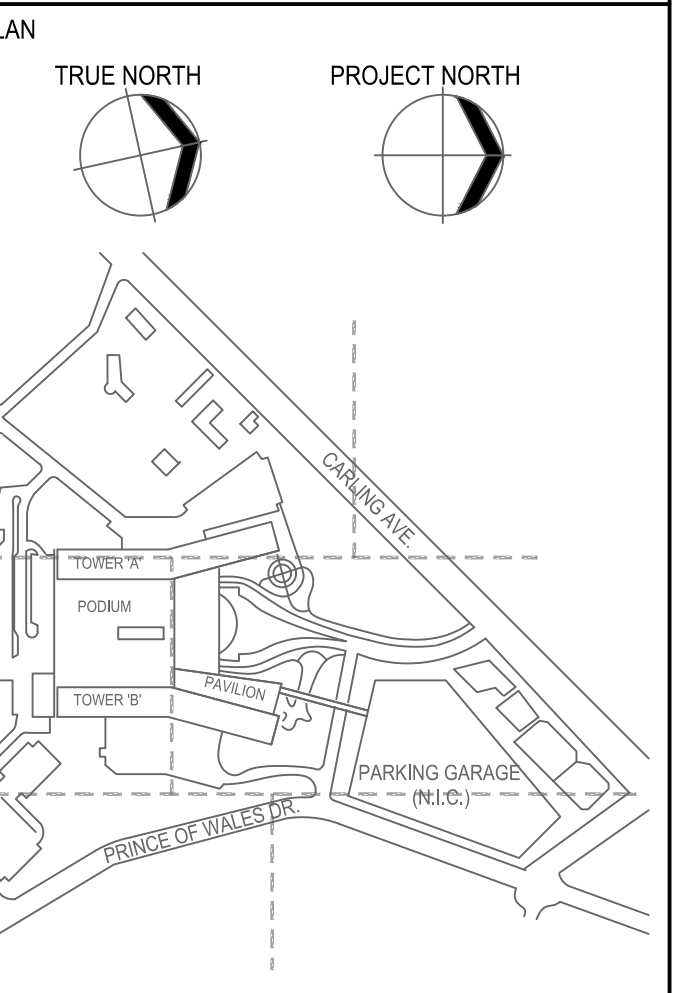 LAN
TRUE NORTH
PROJECT NORTH
CARLING AVE.
TOWER 'A'
PODIUM
PAVILION
TOWER 'B'
PARKING GARAGE
(N.I.C.)
PRINCE OF WALES DR.